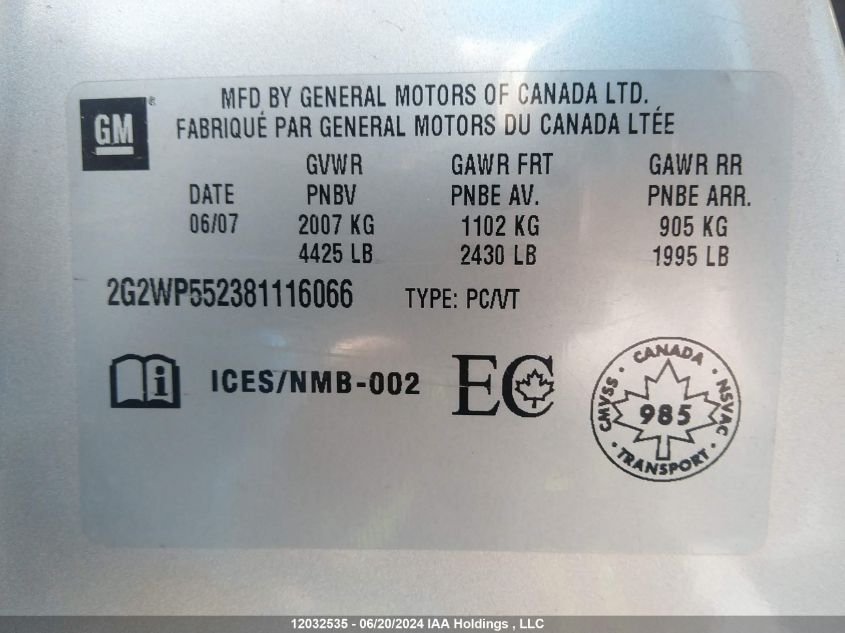 GM ®
MFD BY GENERAL MOTORS OF CANADA LTD.
FABRIQUÉ PAR GENERAL MOTORS DU CANADA LTÉE
GVWR GAWR FRT GAWR RR
DATE PNBV PNBE AV. PNBE ARR.
06/07 2007 KG 1102 KG 905 KG
4425 LB 2430 LB 1995 LB
2G2WP552381116066 TYPE: PC/VT
i ICES/NMB-002 EC
CANADA
CMVSS 985 NSVAC
TRANSPORT
12032535 - 06/20/2024 IAA Holdings , LLC